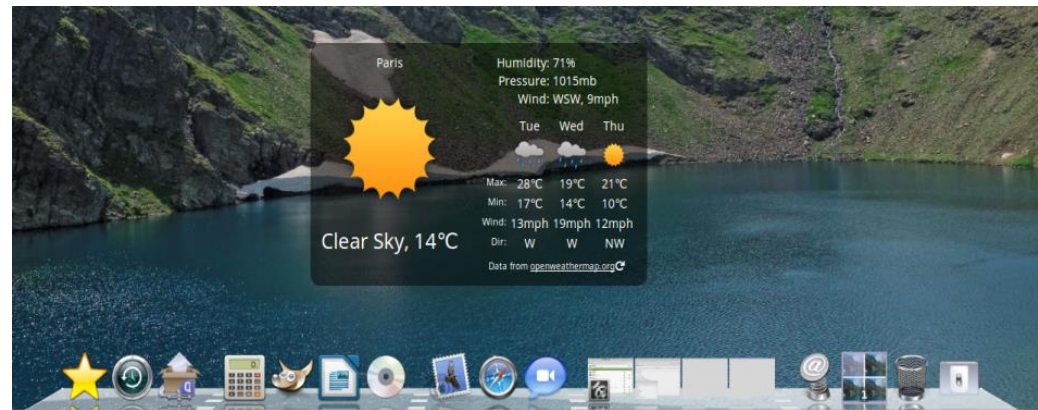 Paris
Clear Sky, 14°C
Humidity: 71%
Pressure: 1015mb
Wind: WSW, 9mph
Tue Wed Thu
Max: 28°C 19°C 21°C
Min: 17°C 14°C 10°C
Wind: 13mph 19mph 12mph
Dir: W W NW
Data from openweathermap.org
1